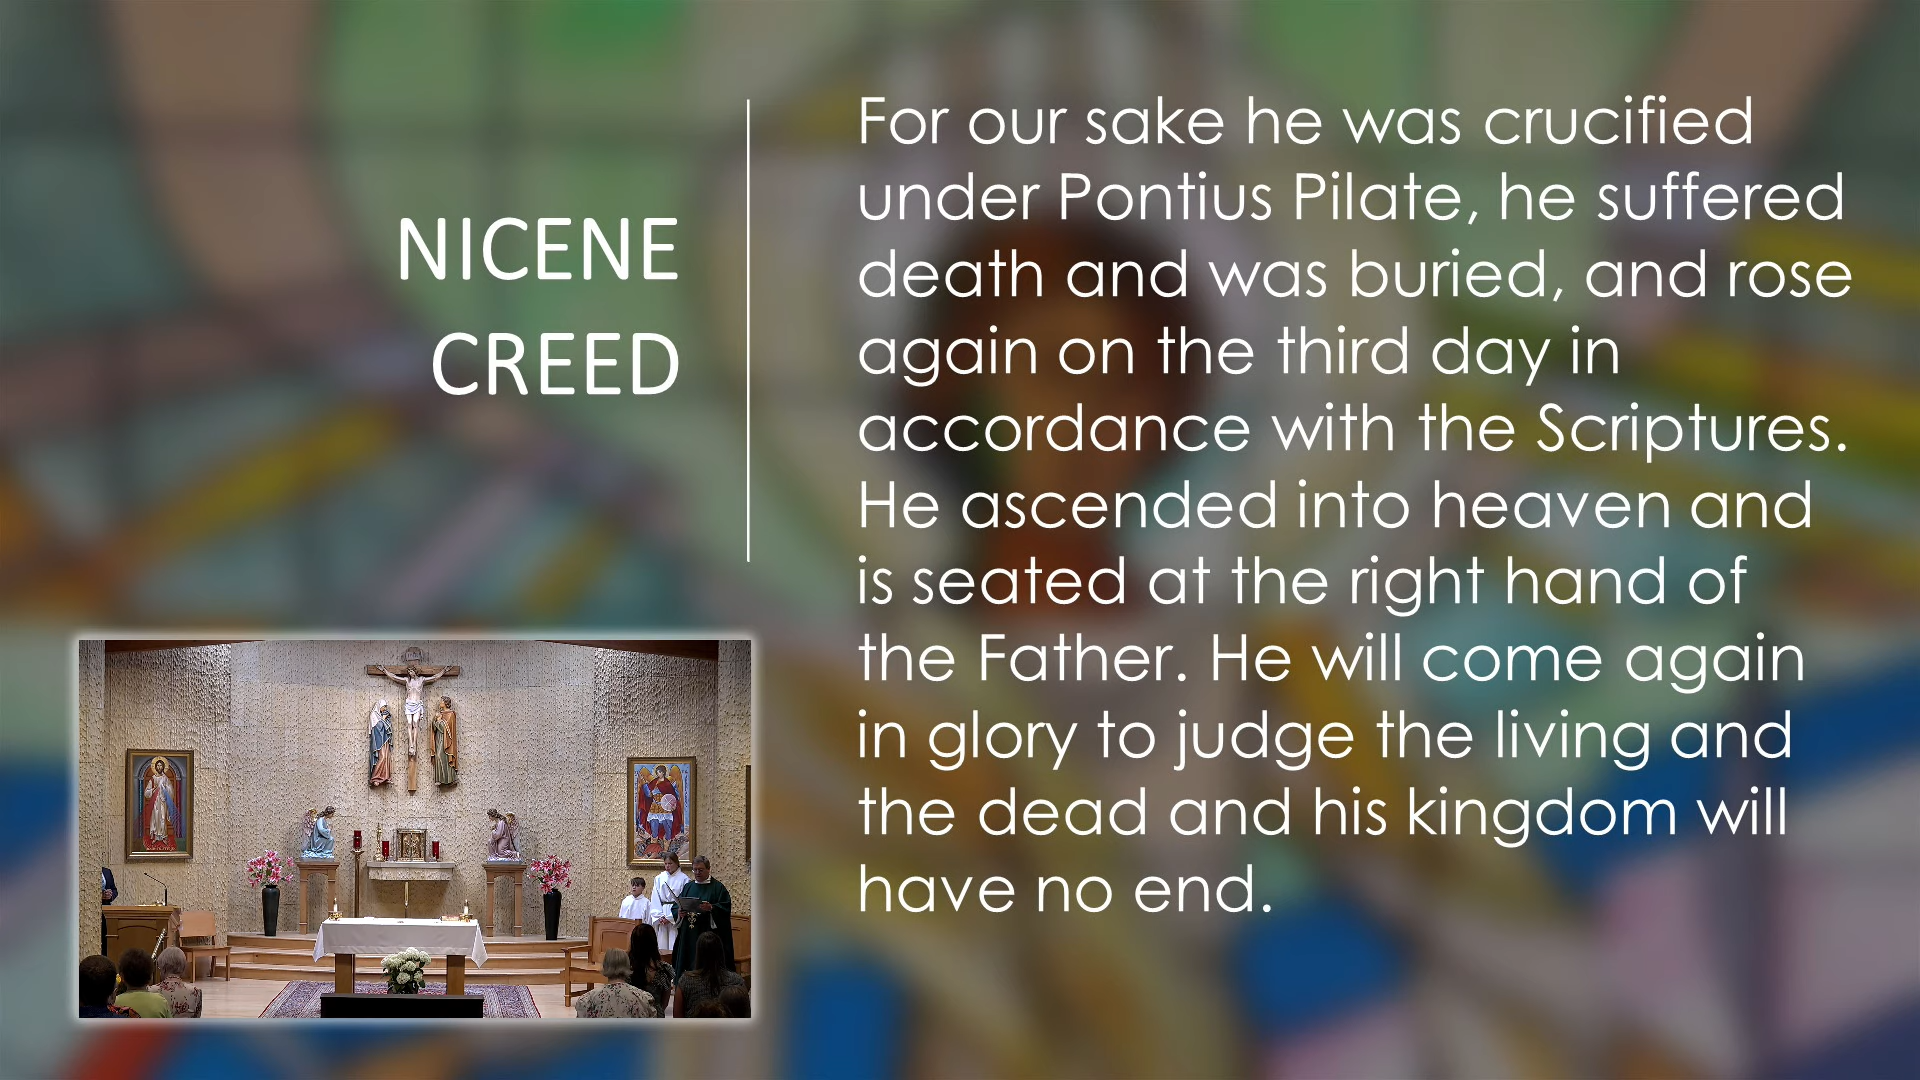 NICENE
CREED
For our sake he was crucified
under Pontius Pilate, he suffered
death and was buried, and rose
again on the third day in
accordance with the Scriptures.
He ascended into heaven and
is seated at the right hand of
the Father. He will come again
in glory to judge the living and
the dead and his kingdom will
have no end.